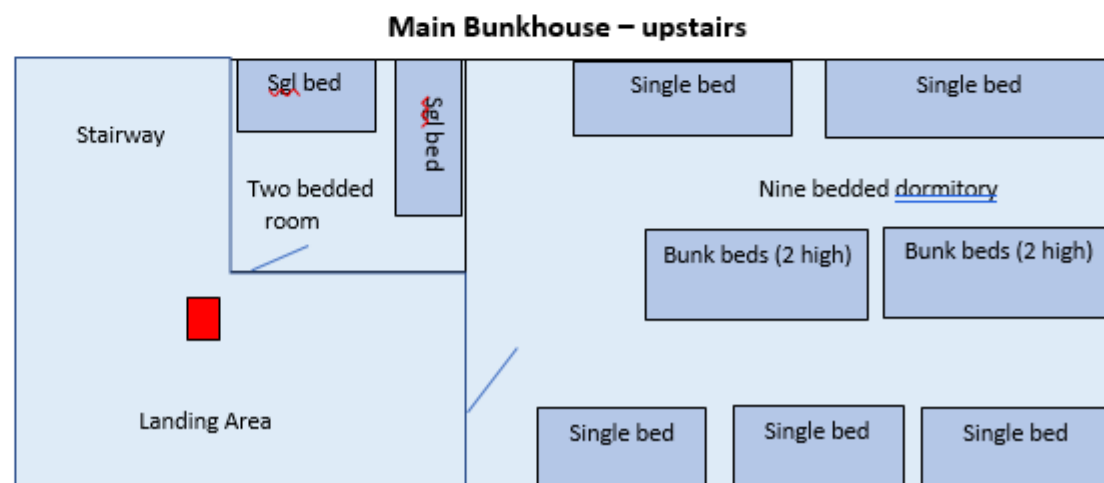 Main Bunkhouse – upstairs
Sgl bed
Sgl bed
Single bed
Single bed
Stairway
Two bedded
room
Nine bedded dormitory
Bunk beds (2 high)
Bunk beds (2 high)
Landing Area
Single bed
Single bed
Single bed